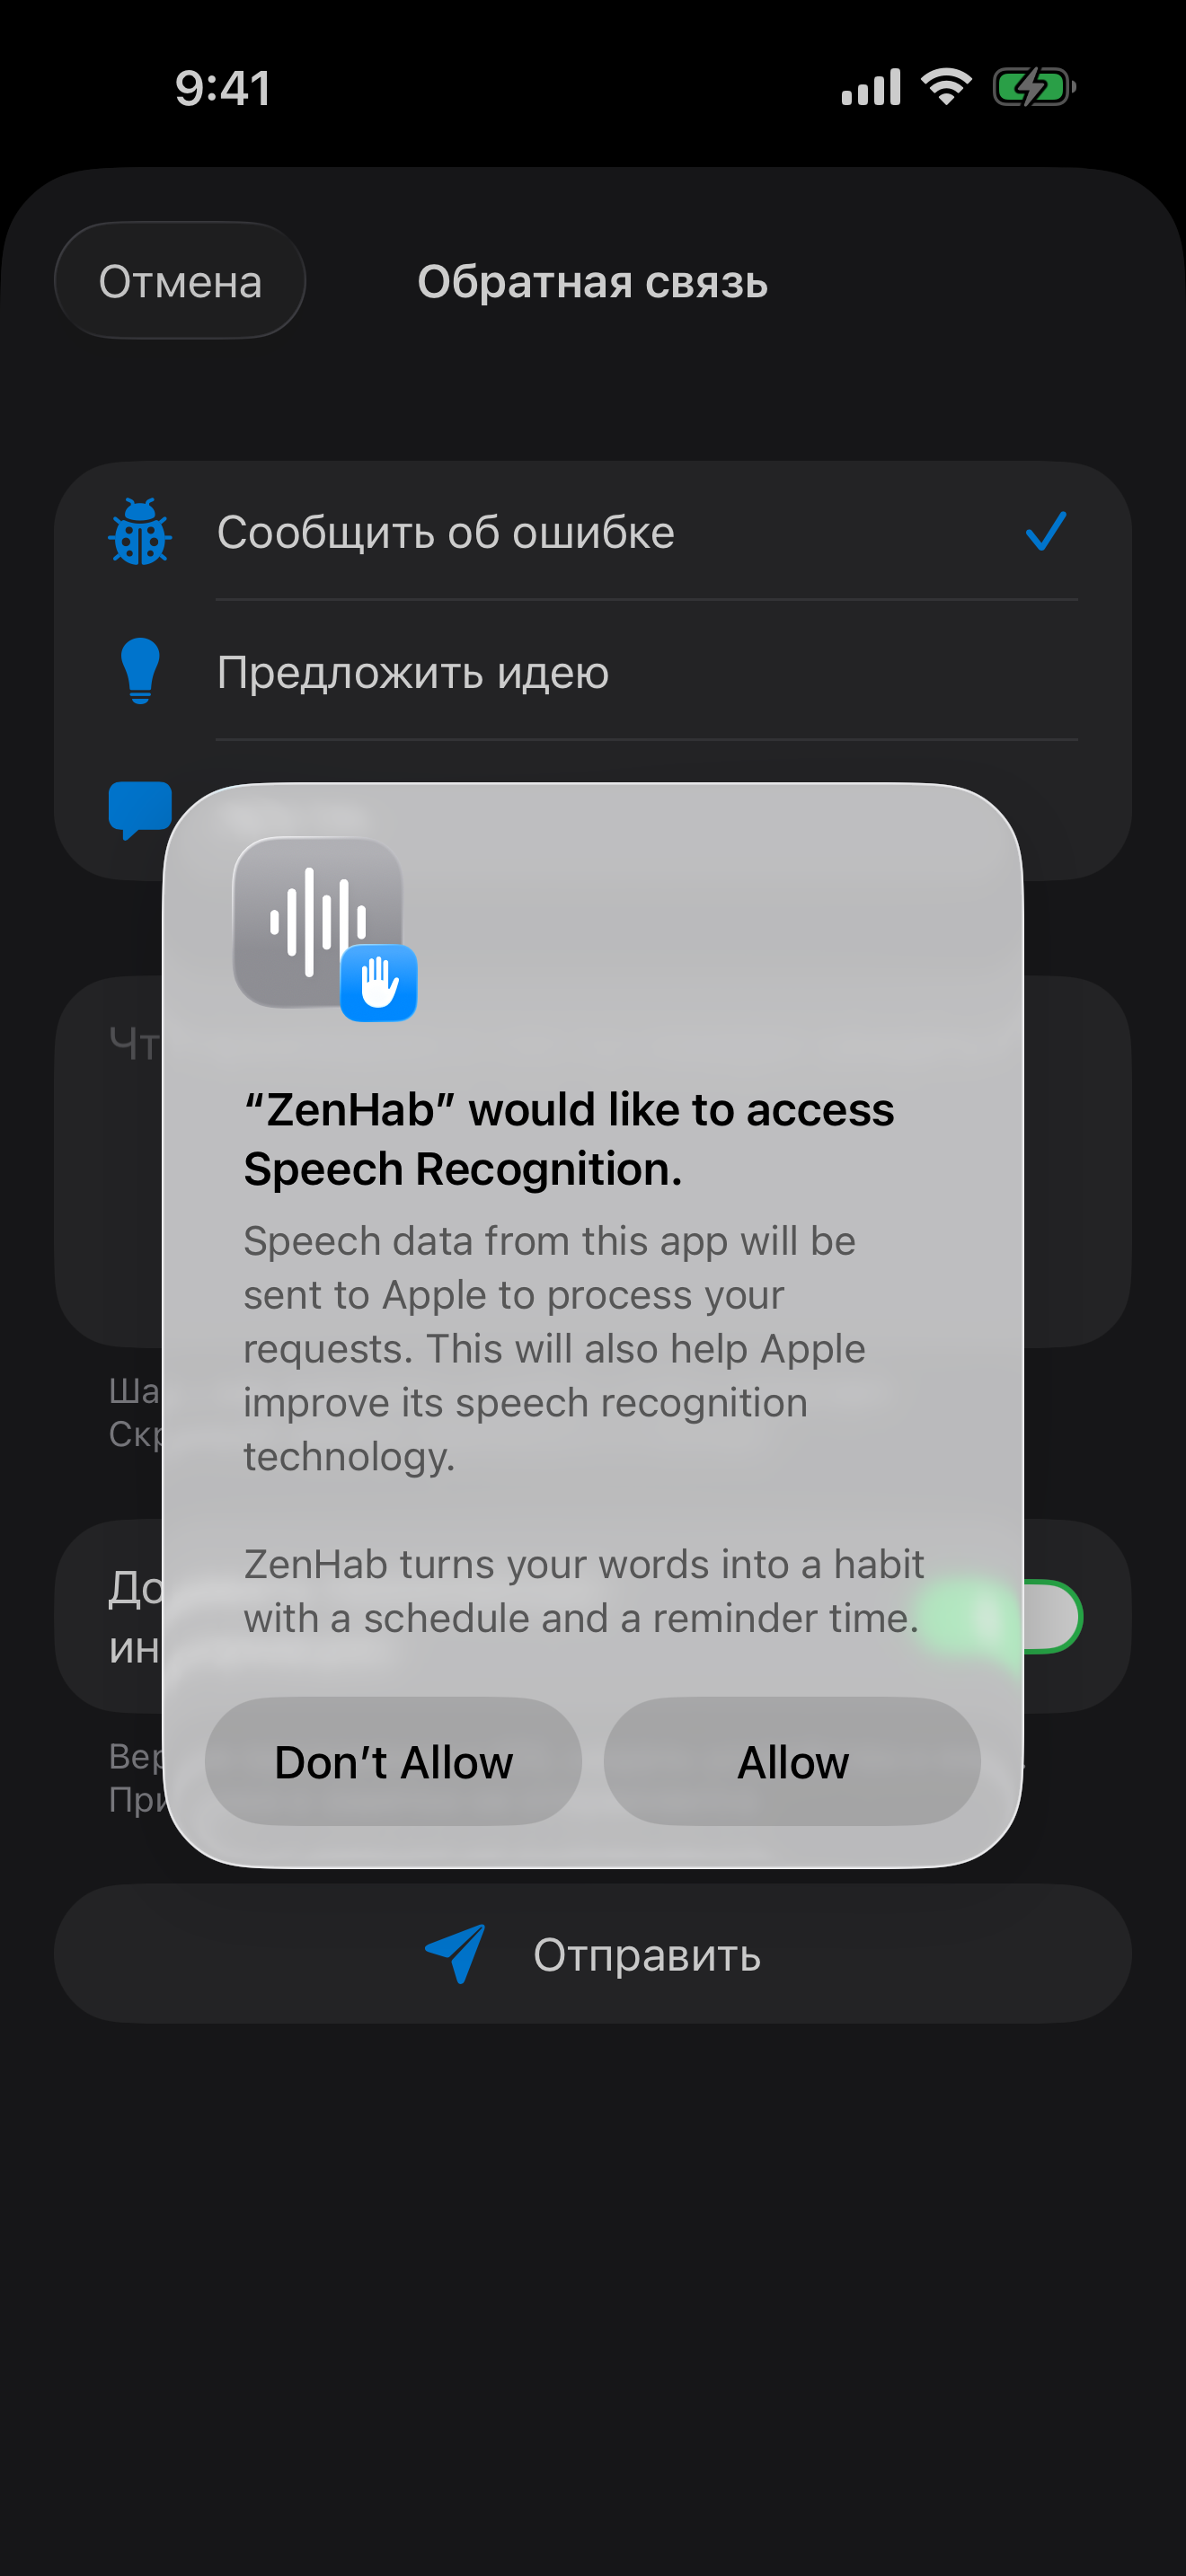 9:41
Отмена
Обратная связь
Сообщить об ошибке
Предложить идею
“ZenHab” would like to access
Speech Recognition.
Speech data from this app will be
sent to Apple to process your
requests. This will also help Apple
improve its speech recognition
technology.
ZenHab turns your words into a habit
with a schedule and a reminder time.
Don’t Allow
Allow
Отправить